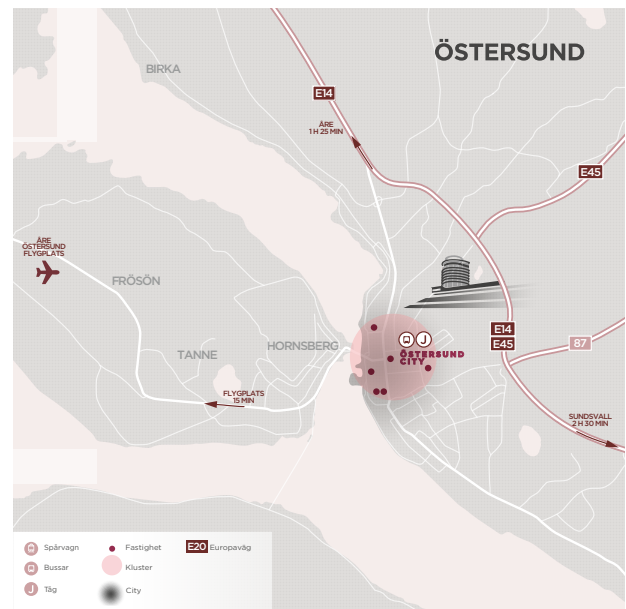 ÖSTERSUND
BIRKA
E14
ÅRE
1 H 25 MIN
E45
ÅRE
ÖSTERSUND
FLYGPLATS
FRÖSÖN
HORNSBERG
TANNE
J
ÖSTERSUND
CITY
E14
E45
87
FLYGPLATS
15 MIN
SUNDSVALL
2 H 30 MIN
Spårvagn
Fastighet
E20 Europaväg
Bussar
Kluster
J Tåg
City